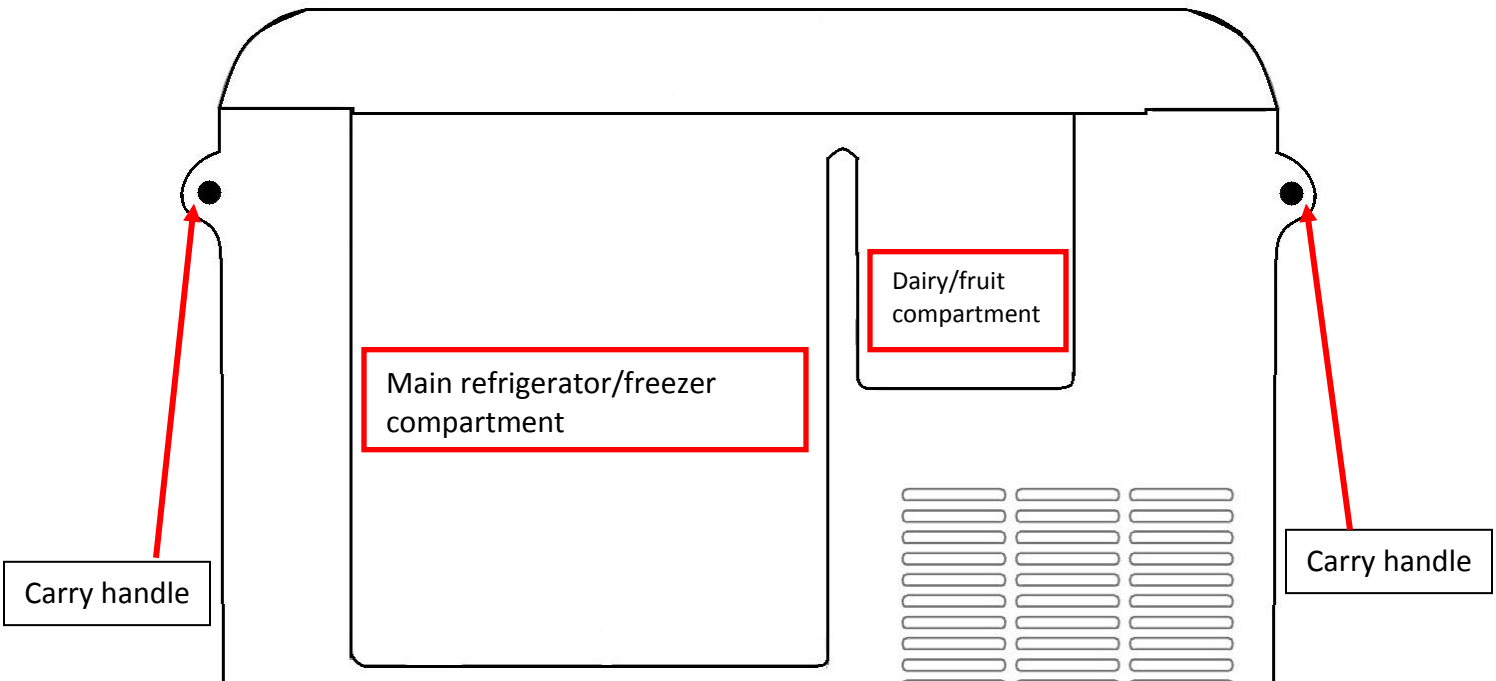 Dairy/fruit
compartment
Main refrigerator/freezer
compartment
Carry handle
Carry handle